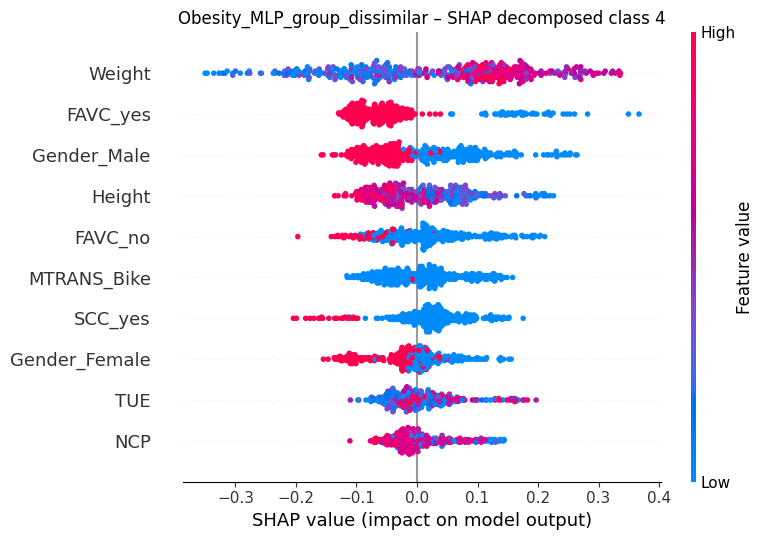 Obesity_MLP_group_dissimilar – SHAP decomposed class 4
High
Weight
FAVC_yes
Gender_Male
Height
FAVC_no
MTRANS_Bike
SCC_yes
Gender_Female
TUE
NCP
Feature value
Low
−0.3 −0.2 −0.1 0.0 0.1 0.2 0.3 0.4
SHAP value (impact on model output)